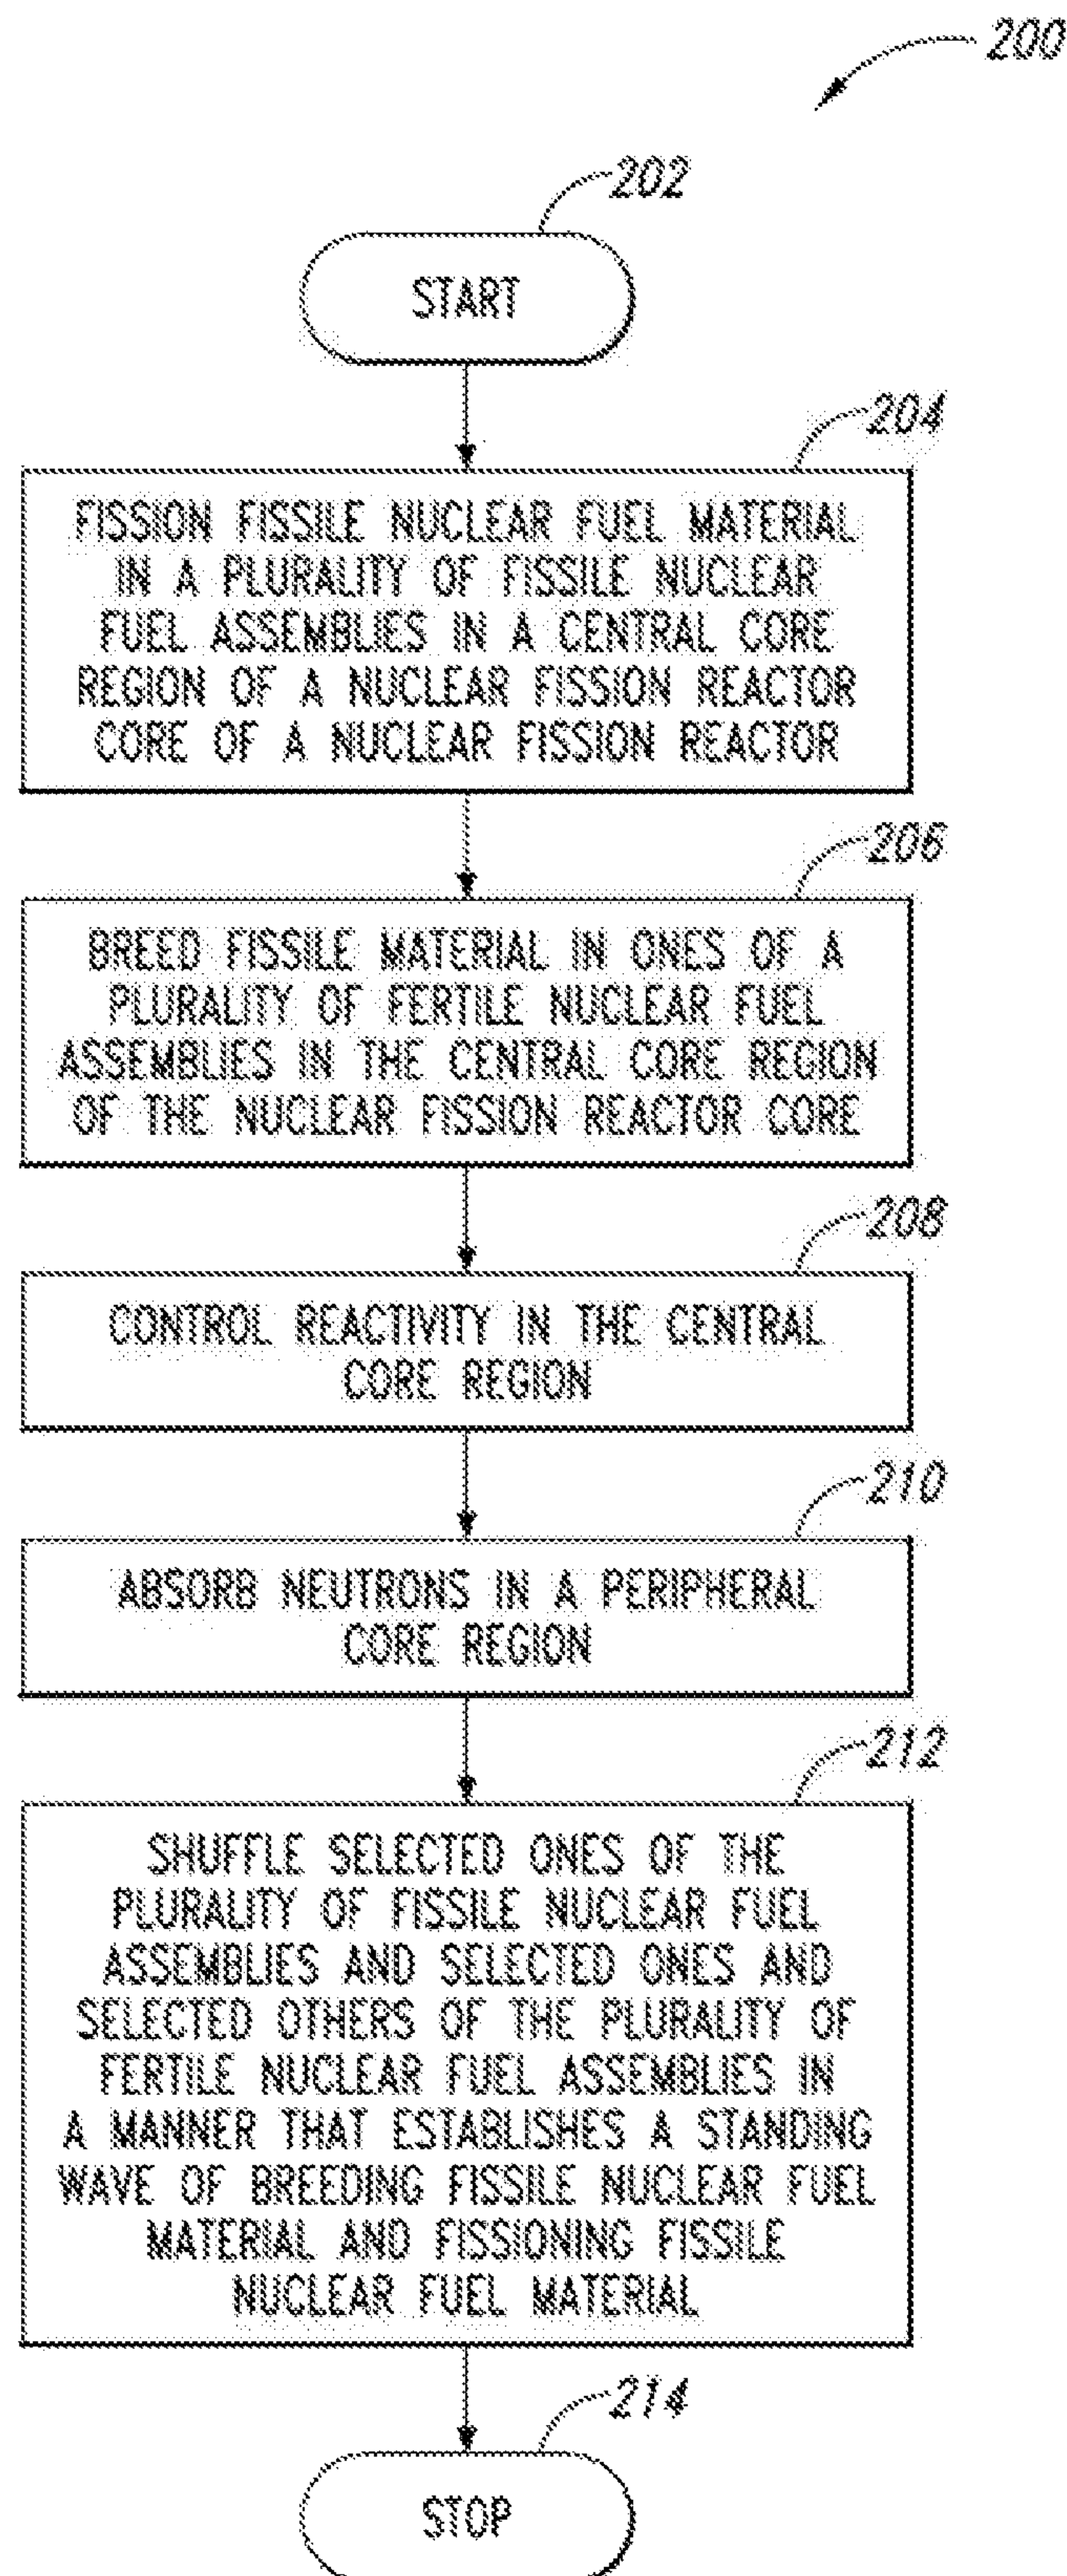 200
202
START
204
FISSION FISSILE NUCLEAR FUEL MATERIAL
IN A PLURALITY OF FISSILE NUCLEAR
FUEL ASSEMBLIES IN A CENTRAL CORE
REGION OF A NUCLEAR FISSION REACTOR
CORE OF A NUCLEAR FISSION REACTOR
206
BREED FISSILE MATERIAL IN ONES OF A
PLURALITY OF FERTILE NUCLEAR FUEL
ASSEMBLIES IN THE CENTRAL CORE REGION
OF THE NUCLEAR FISSION REACTOR CORE
208
CONTROL REACTIVITY IN THE CENTRAL
CORE REGION
210
ABSORB NEUTRONS IN A PERIPHERAL
CORE REGION
212
SHUFFLE SELECTED ONES OF THE
PLURALITY OF FISSILE NUCLEAR FUEL
ASSEMBLIES AND SELECTED ONES AND
SELECTED OTHERS OF THE PLURALITY OF
FERTILE NUCLEAR FUEL ASSEMBLIES IN
A MANNER THAT ESTABLISHES A STANDING
WAVE OF BREEDING FISSILE NUCLEAR FUEL
MATERIAL AND FISSIONING FISSILE
NUCLEAR FUEL MATERIAL
214
STOP